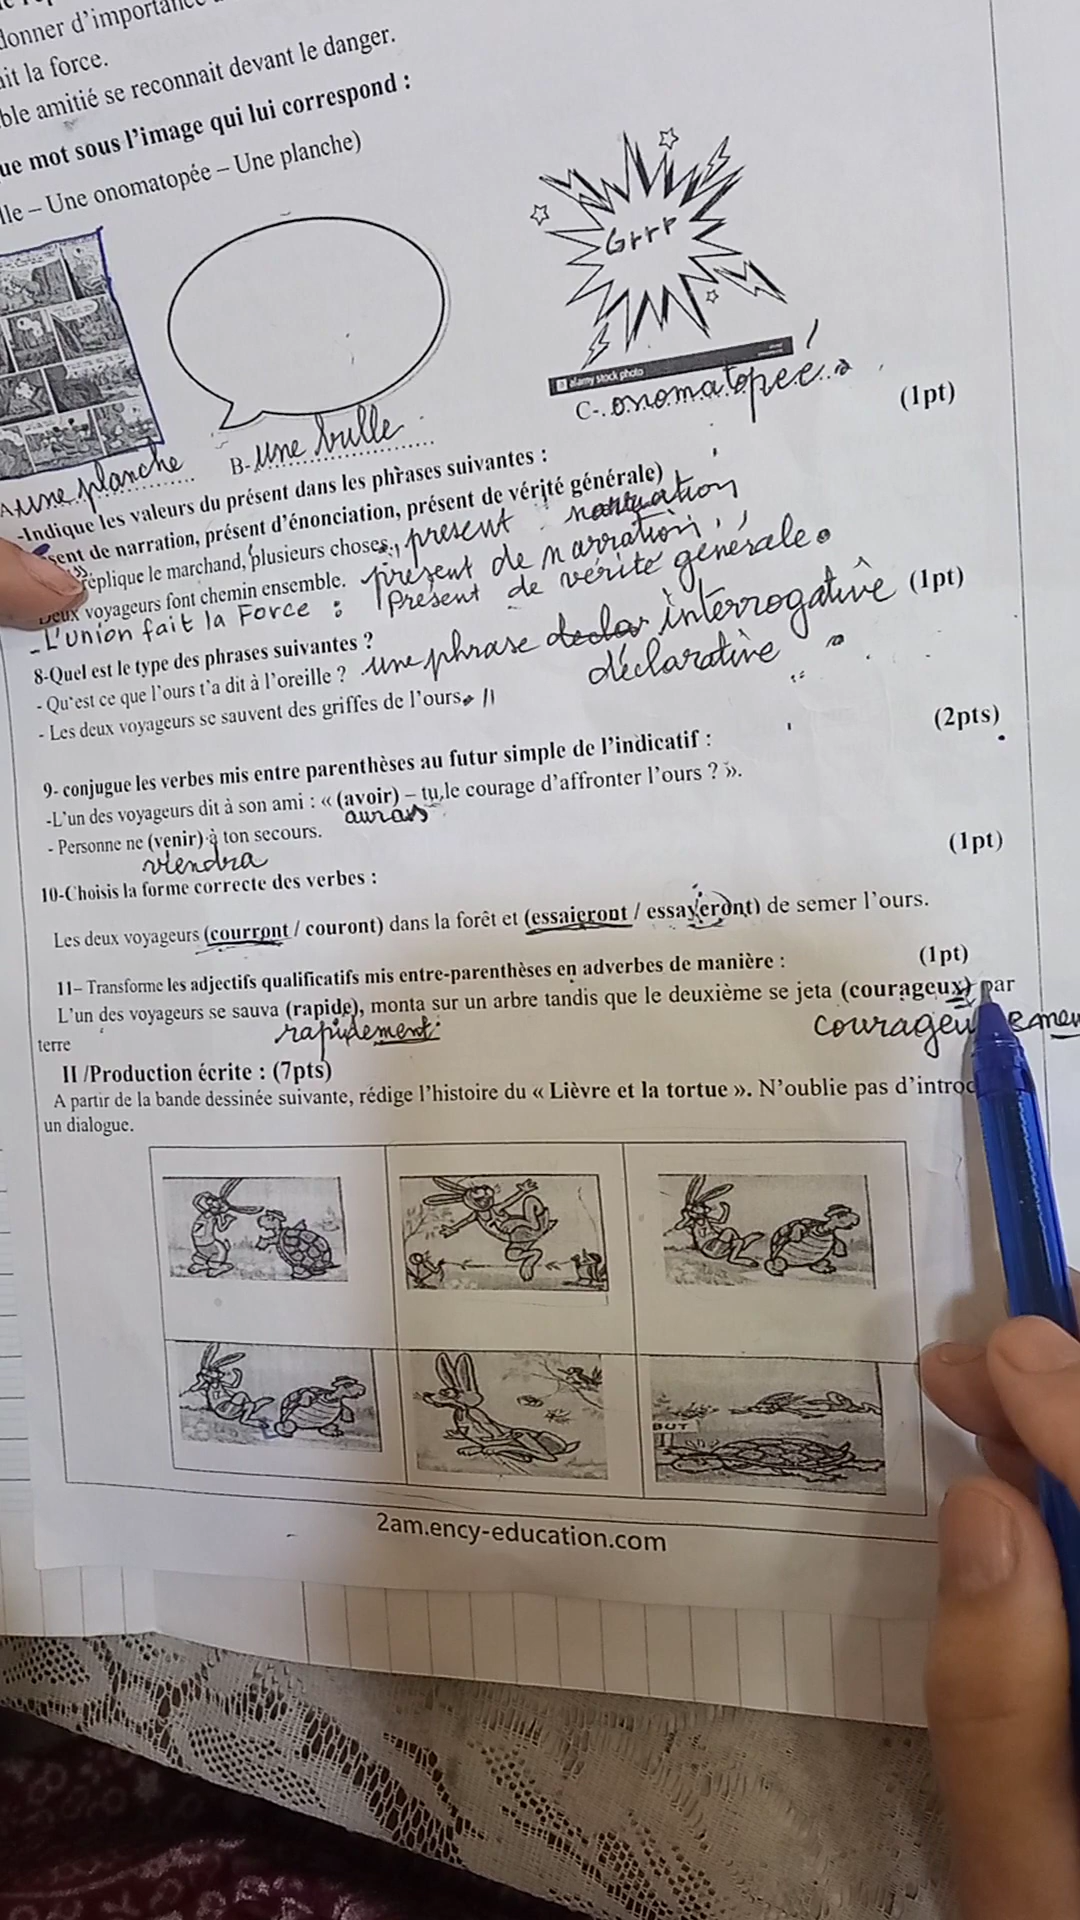 donner d'importance
ait la force.
ble amitié se reconnait devant le danger.
ue mot sous l'image qui lui correspond :
lle – Une onomatopée – Une planche)
Grrr
alamy stock photo
A-une planche
B-une bulle
C-.onomatopeé..
(1pt)
-Indique les valeurs du présent dans les phrases suivantes :
sent de narration, présent d'énonciation, présent de vérité générale)
réplique le marchand, plusieurs choses., présent narration
Deux voyageurs font chemin ensemble. présent de narration
- L'union fait la Force : Présent de vérité générale.
8-Quel est le type des phrases suivantes ? (1pt)
- Qu'est ce que l'ours t'a dit à l'oreille ? une phrase declar interrogative
- Les deux voyageurs se sauvent des griffes de l'ours. // déclarative
9- conjugue les verbes mis entre parenthèses au futur simple de l'indicatif : (2pts)
-L'un des voyageurs dit à son ami : « (avoir) – tu,le courage d'affronter l'ours ? ».
auras
- Personne ne (venir) à ton secours.
viendra
10-Choisis la forme correcte des verbes : (1pt)
Les deux voyageurs (courront / couront) dans la forêt et (essaieront / essayeront) de semer l'ours.
11– Transforme les adjectifs qualificatifs mis entre-parenthèses en adverbes de manière : (1pt)
L'un des voyageurs se sauva (rapide), monta sur un arbre tandis que le deuxième se jeta (courageux) par
terre rapidement courageu emen
II /Production écrite : (7pts)
A partir de la bande dessinée suivante, rédige l'histoire du « Lièvre et la tortue ». N'oublie pas d'introd
un dialogue.
BUT
2am.ency-education.com